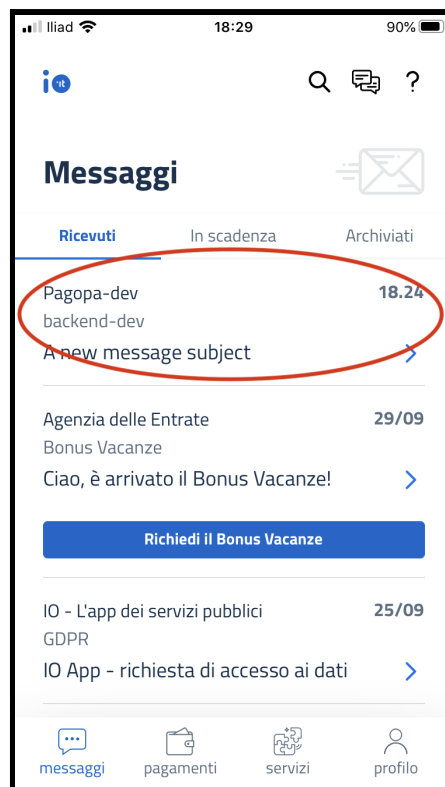 Iliad 18:29 90%
io it ?
Messaggi
Ricevuti In scadenza Archiviati
Pagopa-dev 18.24
backend-dev
A new message subject
Agenzia delle Entrate 29/09
Bonus Vacanze
Ciao, è arrivato il Bonus Vacanze!
Richiedi il Bonus Vacanze
IO - L'app dei servizi pubblici 25/09
GDPR
IO App - richiesta di accesso ai dati
messaggi pagamenti servizi profilo